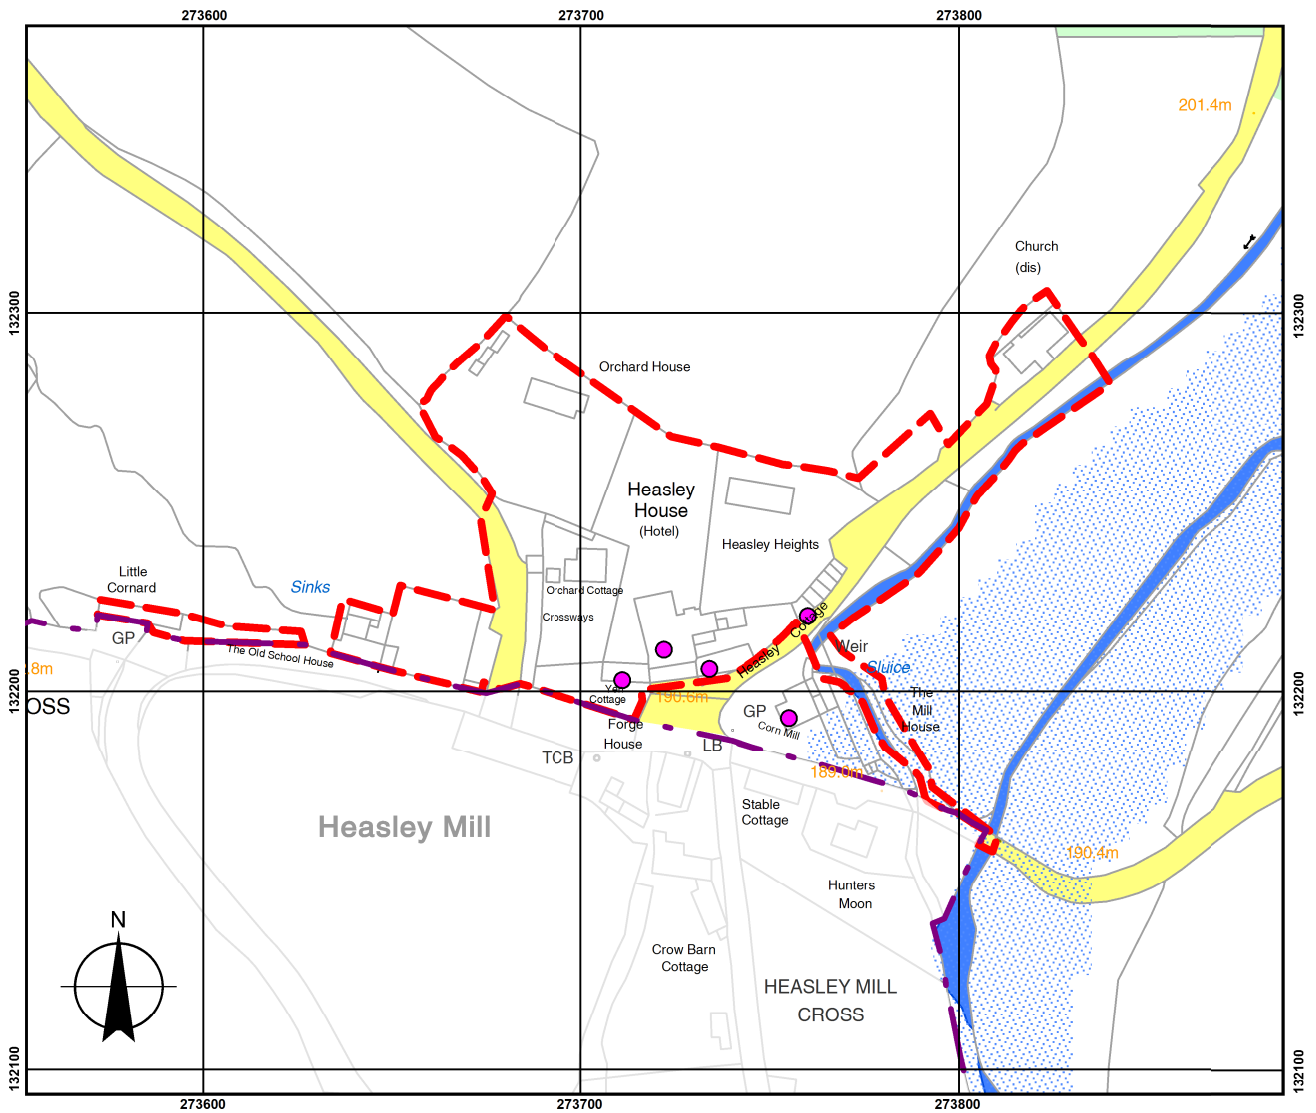 273600
273700
273800
201.4m
Church
(dis)
132300
132300
Orchard House
Heasley
House
(Hotel)
Heasley Heights
Little
Cornard
Sinks
Orchard Cottage
Crossways
Heasley Cottage
GP
The Old School House
Weir
Sluice
.8m
The
Mill
House
132200
132200
OSS
Yeo
Cottage
190.6m
GP
Corn Mill
Forge
House
LB
TCB
189.0m
Stable
Cottage
Heasley Mill
190.4m
Hunters
Moon
N
Crow Barn
Cottage
HEASLEY MILL
CROSS
132100
132100
273600
273700
273800